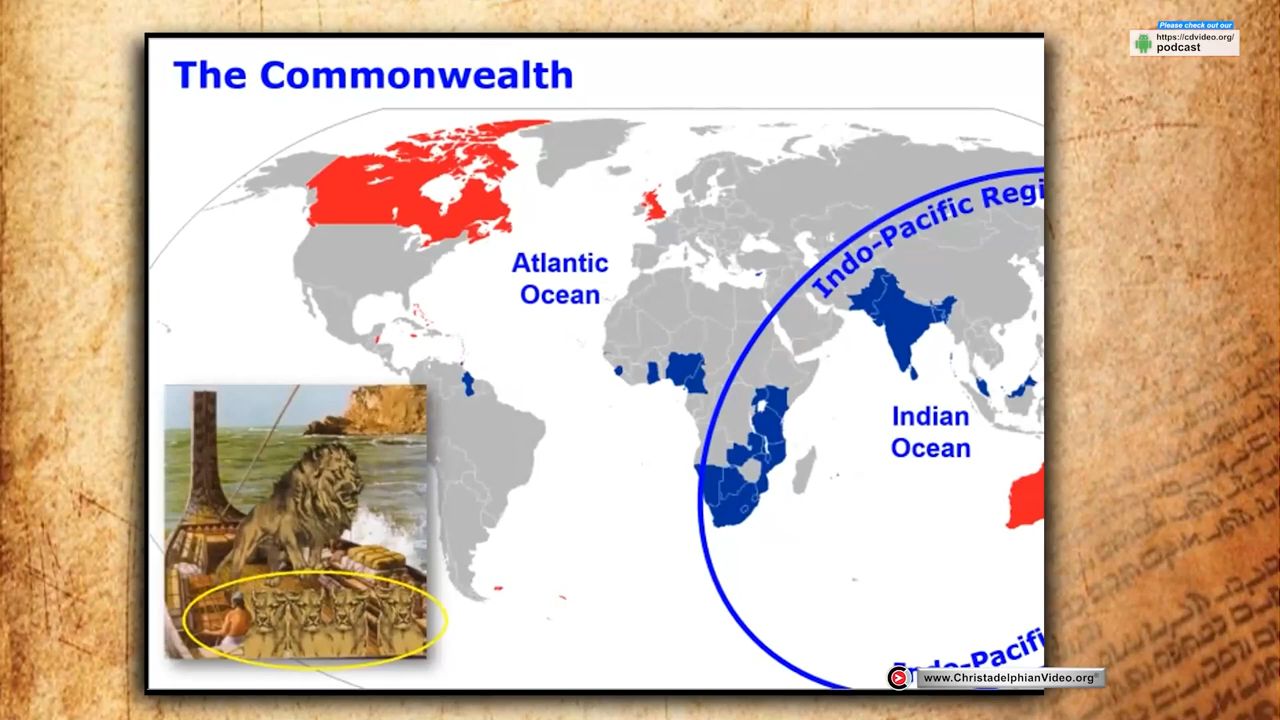 Please check out our
https://cdvideo.org/
podcast
The Commonwealth
Atlantic
Ocean
Indo-Pacific Regi
Indian
Ocean
Indo-Pacifi
www.ChristadelphianVideo.org